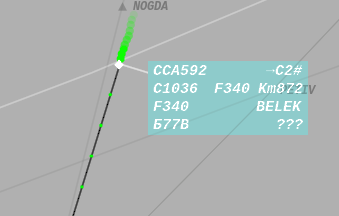 NOGDA
CCA592 →C2#
C1036 F340 Km872
F340 BELEK
Б77В ???